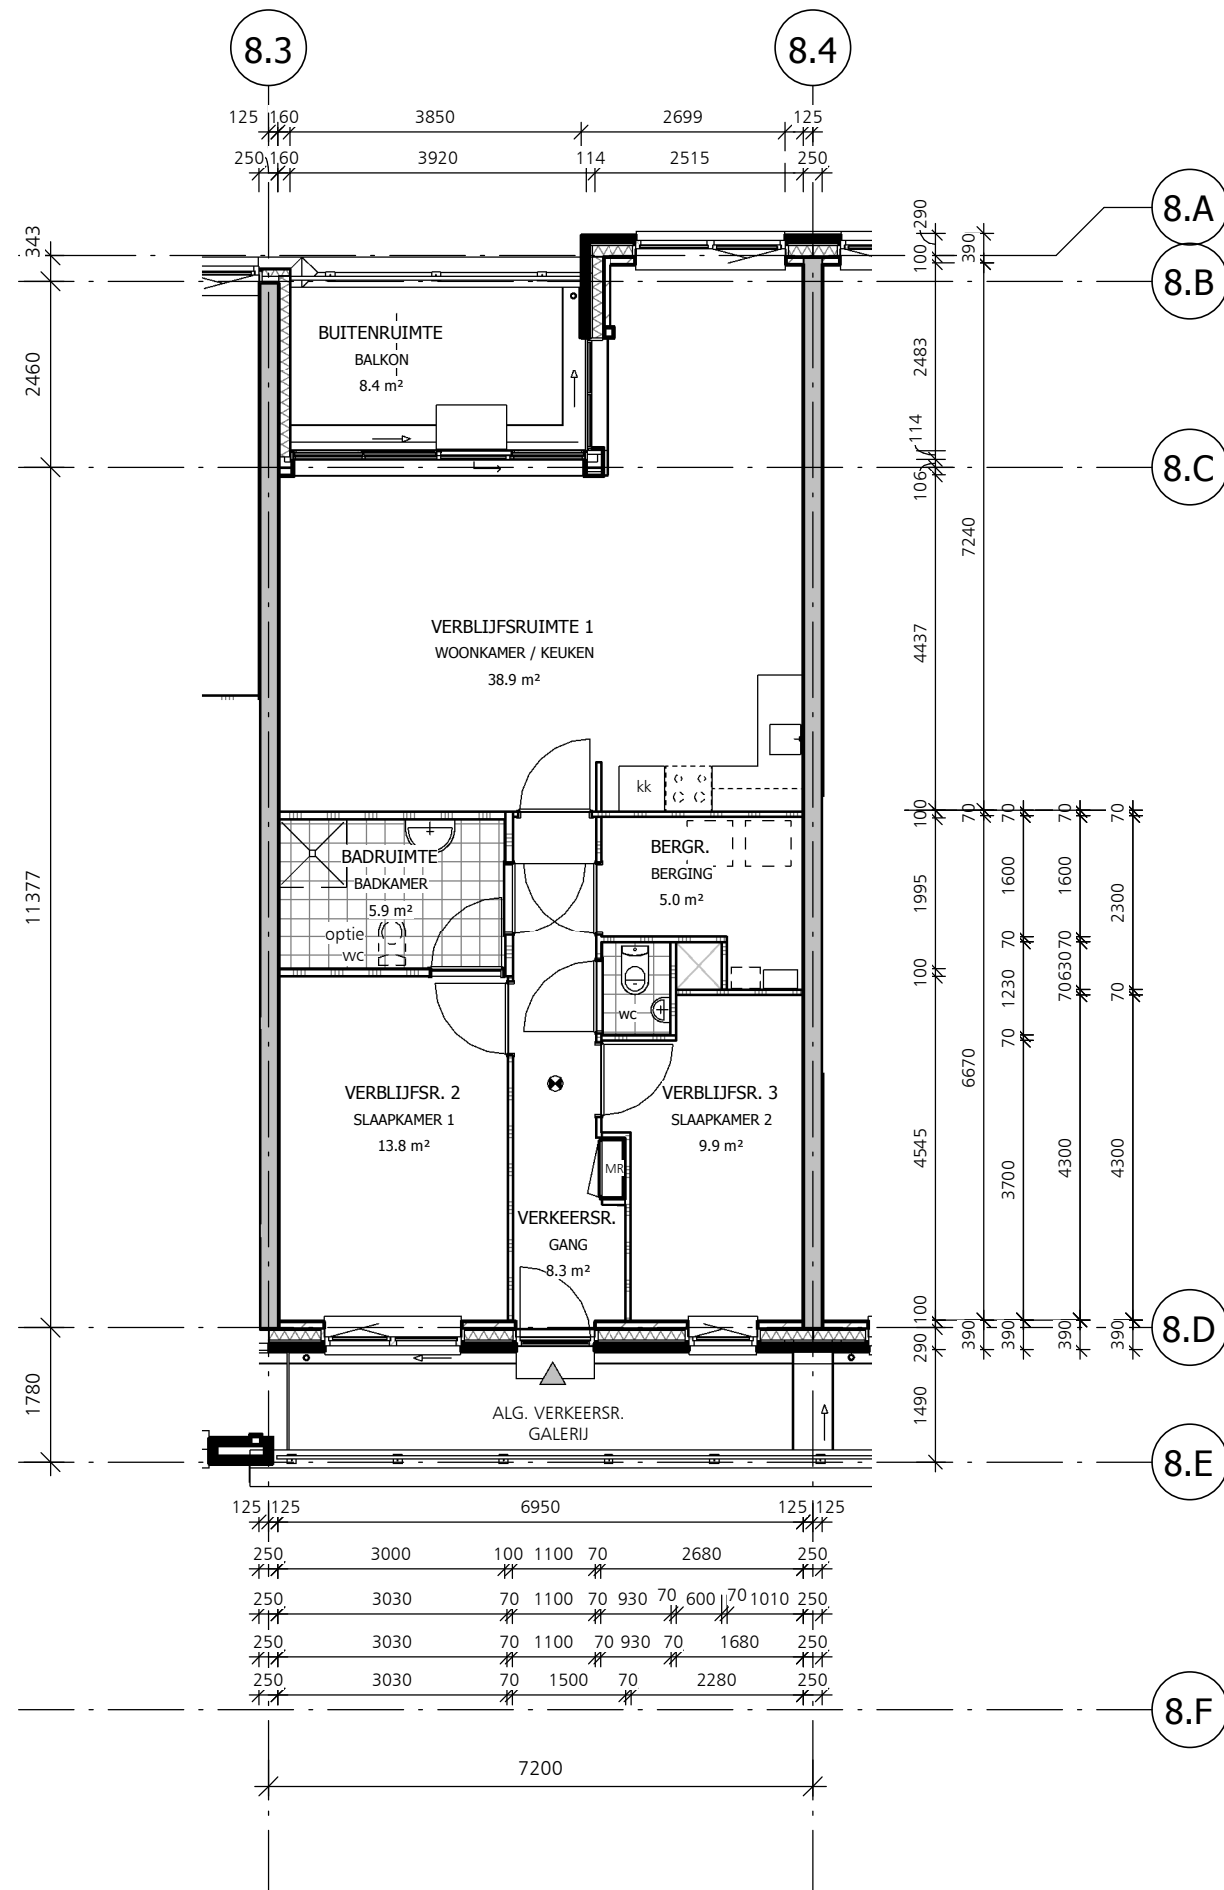 8.3
8.4
125 160 3850 2699 125
250 160 3920 114 2515 250
8.A
8.B
8.C
8.D
8.E
8.F
343
2460
11377
1780
290
100
2483
114
106
4437
100
1995
100
4545
100
290
1490
390
7240
70
6670
390
70
1600
70
1230
70
3700
390
70
1600
70
630
70
4300
390
70
2300
70
4300
390
BUITENRUIMTE
BALKON
8.4 m²
VERBLIJFSRUIMTE 1
WOONKAMER / KEUKEN
38.9 m²
kk
BADRUIMTE
BADKAMER
5.9 m²
optie
wc
BERGR.
BERGING
5.0 m²
wc
VERBLIJFSR. 2
SLAAPKAMER 1
13.8 m²
VERBLIJFSR. 3
SLAAPKAMER 2
9.9 m²
MR
VERKEERSR.
GANG
8.3 m²
ALG. VERKEERSR.
GALERIJ
125 125 6950 125 125
250 3000 100 1100 70 2680 250
250 3030 70 1100 70 930 70 600 70 1010 250
250 3030 70 1100 70 930 70 1680 250
250 3030 70 1500 70 2280 250
7200